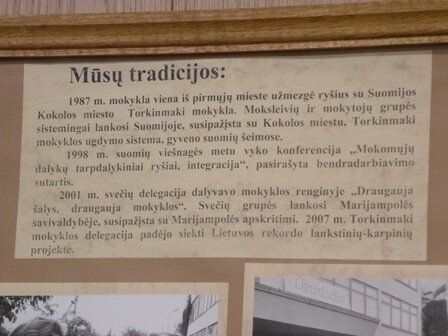 Mūsų tradicijos:
1987 m. mokykla viena iš pirmųjų mieste užmezgė ryšius su Suomijos
Kokolos miesto Torkinmaki mokykla. Moksleivių ir mokytojų grupės
sistemingai lankosi Suomijoje, susipažįsta su Kokolos miestu, Torkinmaki
mokyklos ugdymo sistema, gyveno suomių šeimose.
1998 m. suomių viešnagės metu vyko konferencija „Mokomųjų
dalykų tarpdalykiniai ryšiai, integracija“, pasirašyta bendradarbiavimo
sutartis.
2001 m. svečių delegacija dalyvavo mokyklos renginyje „Draugauja
šalys, draugauja mokyklos“. Svečių grupės lankosi Marijampolės
savivaldybėje, susipažįsta su Marijampolės apskritimi. 2007 m. Torkinmaki
mokyklos delegacija padėjo siekti Lietuvos rekordo lankstinių-karpinių
projektė.